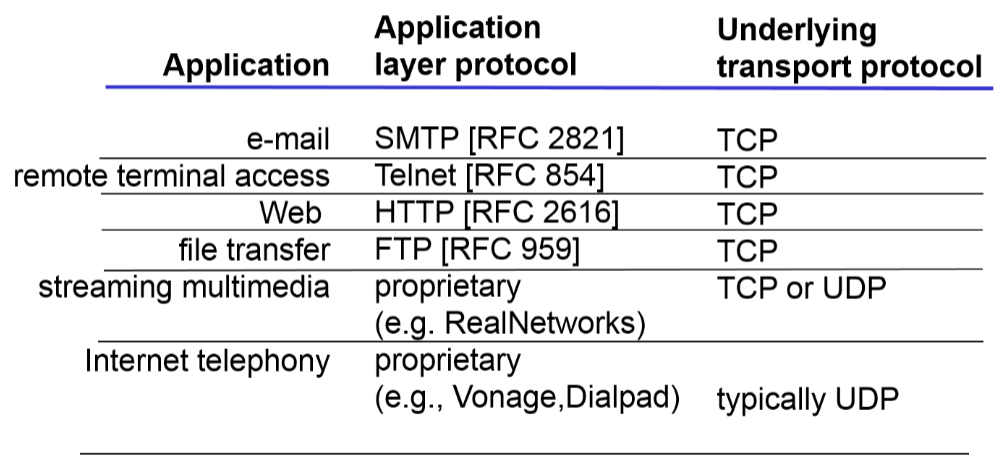 Application Application layer protocol Underlying transport protocol
e-mail SMTP [RFC 2821] TCP
remote terminal access Telnet [RFC 854] TCP
Web HTTP [RFC 2616] TCP
file transfer FTP [RFC 959] TCP
streaming multimedia proprietary TCP or UDP
(e.g. RealNetworks)
Internet telephony proprietary
(e.g., Vonage,Dialpad) typically UDP